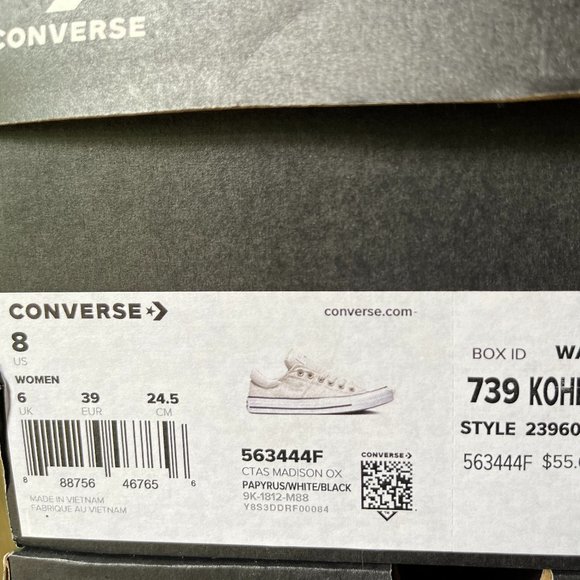 CONVERSE
CONVERSE
converse.com
8
US
WOMEN
6 39 24.5
UK EUR CM
8 88756 46765 6
MADE IN VIETNAM
FABRIQUE AU VIETNAM
563444F
CTAS MADISON OX
PAPYRUS/WHITE/BLACK
9K-1812-M88
Y8S3DDRF00084
CONVERSE
BOX ID
739
STYLE 23960
563444F